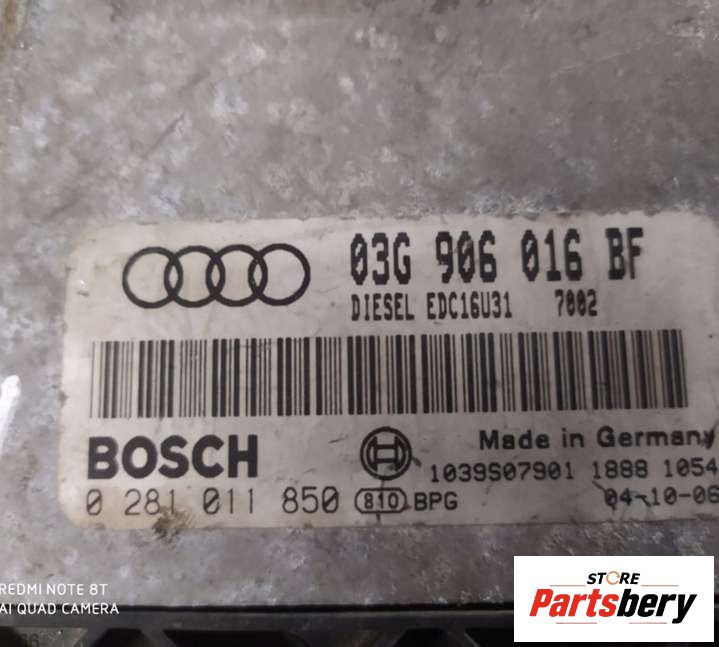 03G 906 016 BF
DIESEL EDC16U31 7002
BOSCH
Made in Germany
1039S07901 1888 1054
0 281 011 850 810 BPG
04-10-06
REDMI NOTE 8T
AI QUAD CAMERA
STORE
Partsbery